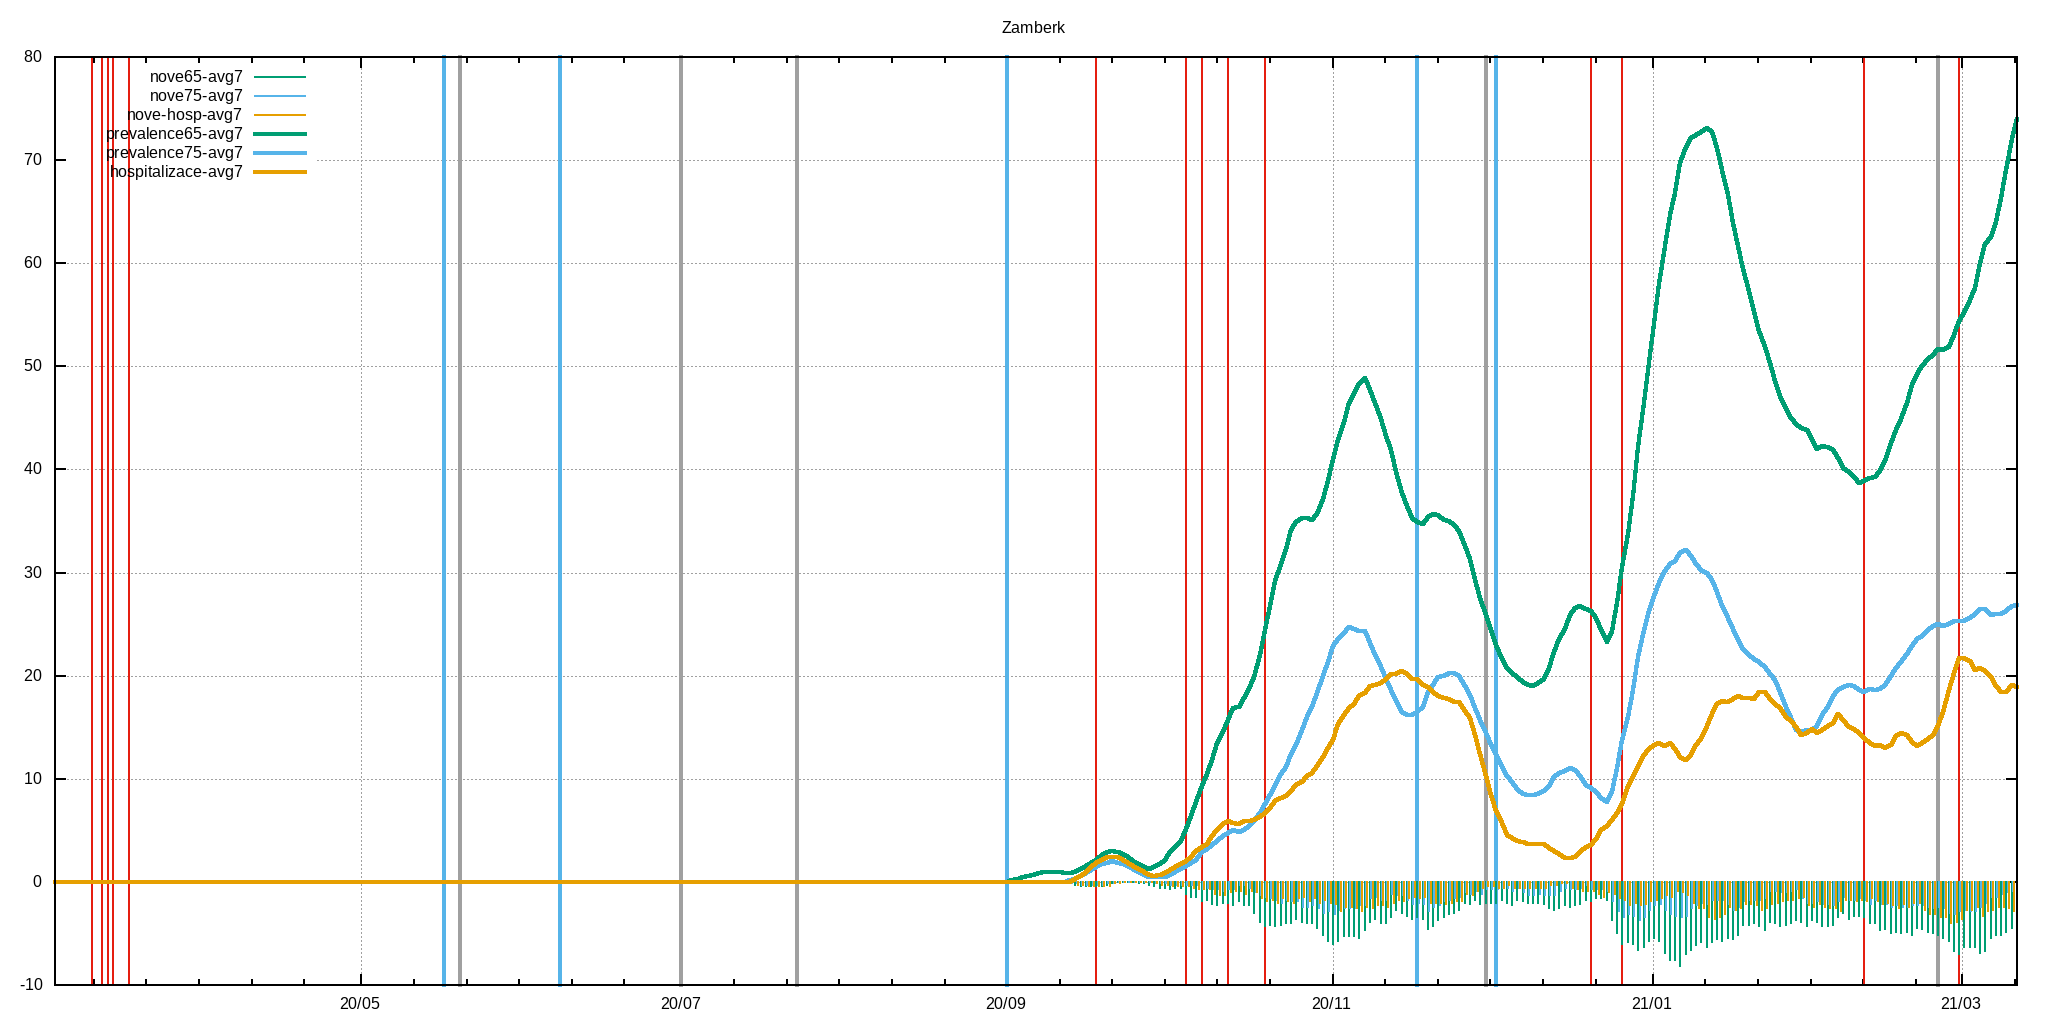 Zamberk
80
nove65-avg7
nove75-avg7
nove-hosp-avg7
prevalence65-avg7
prevalence75-avg7
hospitalizace-avg7
70
60
50
40
30
20
10
0
-10
20/05
20/07
20/09
20/11
21/01
21/03